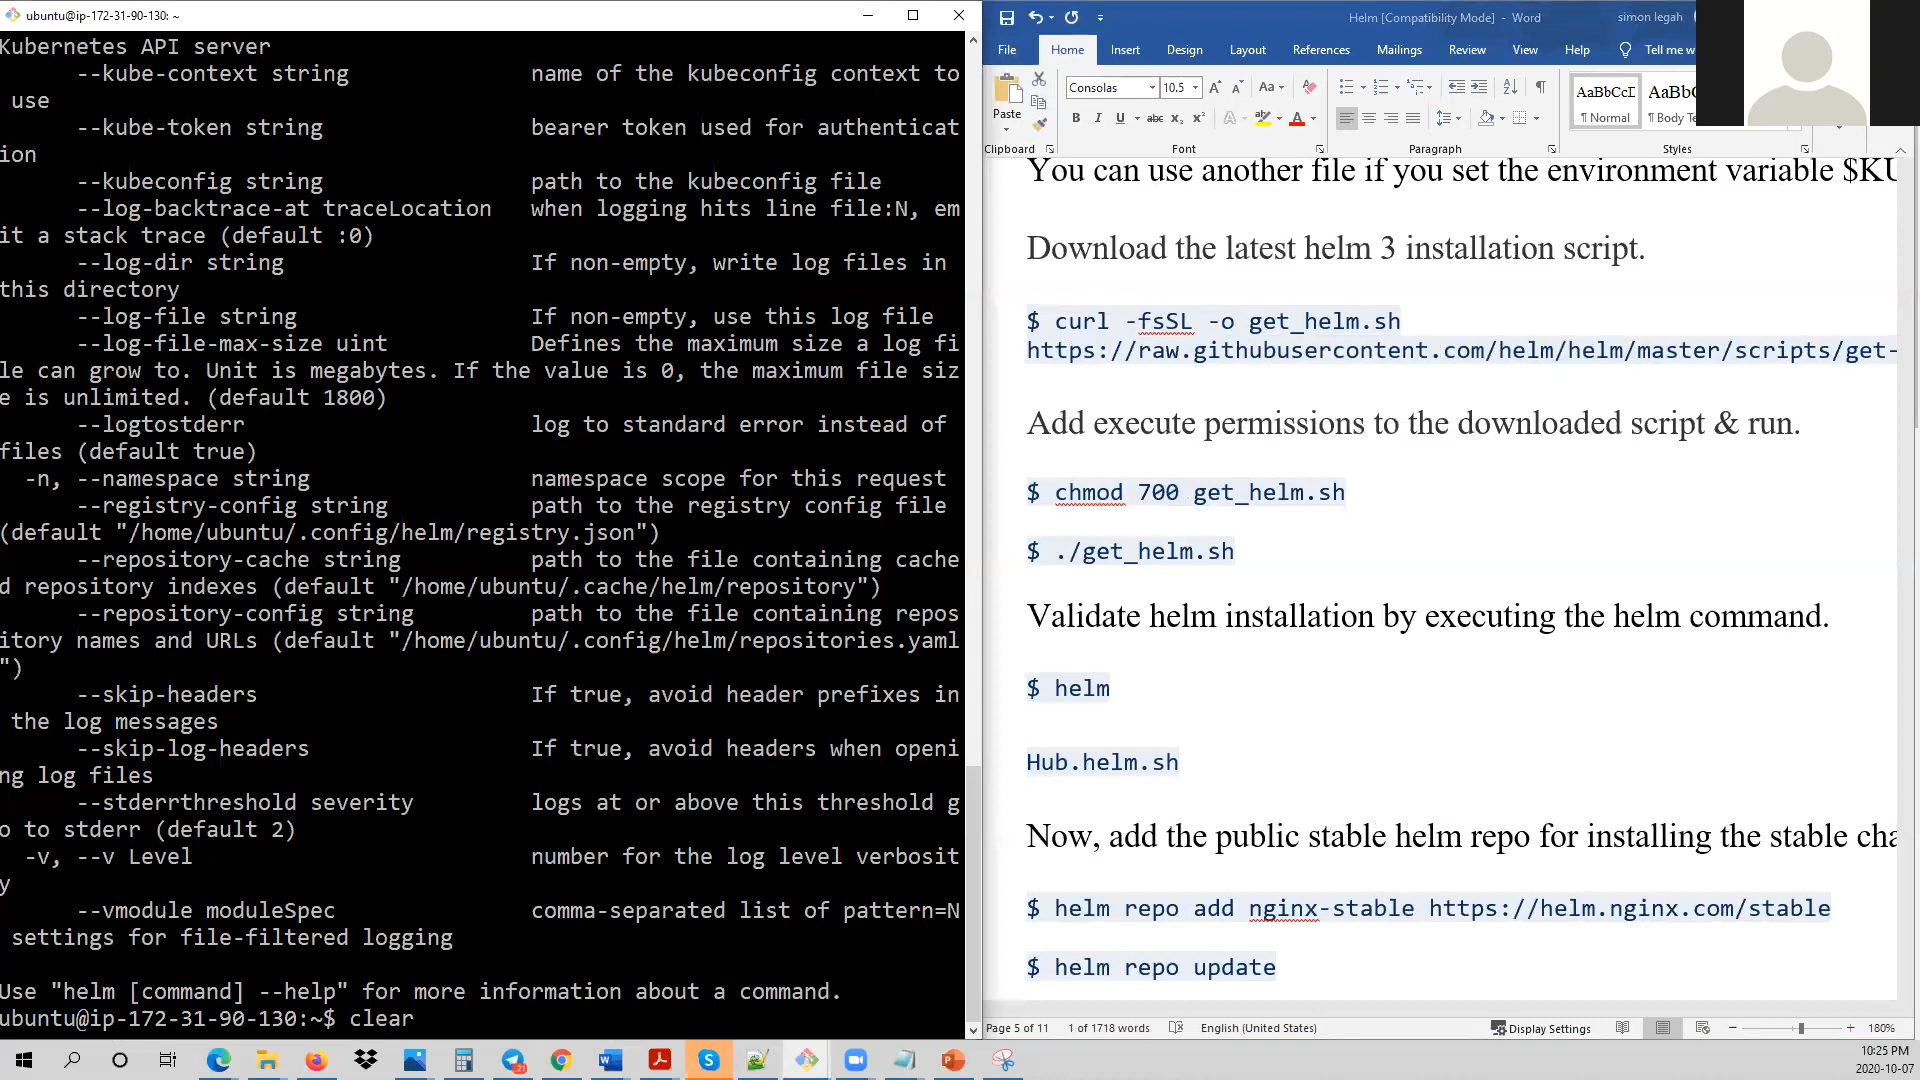 ubuntu@ip-172-31-90-130: ~
Kubernetes API server
--kube-context string name of the kubeconfig context to
use
--kube-token string bearer token used for authenticat
ion
--kubeconfig string path to the kubeconfig file
--log-backtrace-at traceLocation when logging hits line file:N, em
it a stack trace (default :0)
--log-dir string If non-empty, write log files in
this directory
--log-file string If non-empty, use this log file
--log-file-max-size uint Defines the maximum size a log fi
le can grow to. Unit is megabytes. If the value is 0, the maximum file siz
e is unlimited. (default 1800)
--logtostderr log to standard error instead of
files (default true)
-n, --namespace string namespace scope for this request
--registry-config string path to the registry config file
(default "/home/ubuntu/.config/helm/registry.json")
--repository-cache string path to the file containing cache
d repository indexes (default "/home/ubuntu/.cache/helm/repository")
--repository-config string path to the file containing repos
itory names and URLs (default "/home/ubuntu/.config/helm/repositories.yaml
")
--skip-headers If true, avoid header prefixes in
the log messages
--skip-log-headers If true, avoid headers when openi
ng log files
--stderrthreshold severity logs at or above this threshold g
o to stderr (default 2)
-v, --v Level number for the log level verbosit
y
--vmodule moduleSpec comma-separated list of pattern=N
settings for file-filtered logging
Use "helm [command] --help" for more information about a command.
ubuntu@ip-172-31-90-130:~$ clear
Helm [Compatibility Mode] - Word simon legah
File Home Insert Design Layout References Mailings Review View Help Tell me w
Paste
Consolas 10.5
AaBbCcD AaBbC
¶ Normal ¶ Body Te
Clipboard Font Paragraph Styles
You can use another file if you set the environment variable $KU
Download the latest helm 3 installation script.
$ curl -fsSL -o get_helm.sh
https://raw.githubusercontent.com/helm/helm/master/scripts/get-
Add execute permissions to the downloaded script & run.
$ chmod 700 get_helm.sh
$ ./get_helm.sh
Validate helm installation by executing the helm command.
$ helm
Hub.helm.sh
Now, add the public stable helm repo for installing the stable cha
$ helm repo add nginx-stable https://helm.nginx.com/stable
$ helm repo update
Page 5 of 11 1 of 1718 words English (United States) Display Settings 180%
10:25 PM
2020-10-07